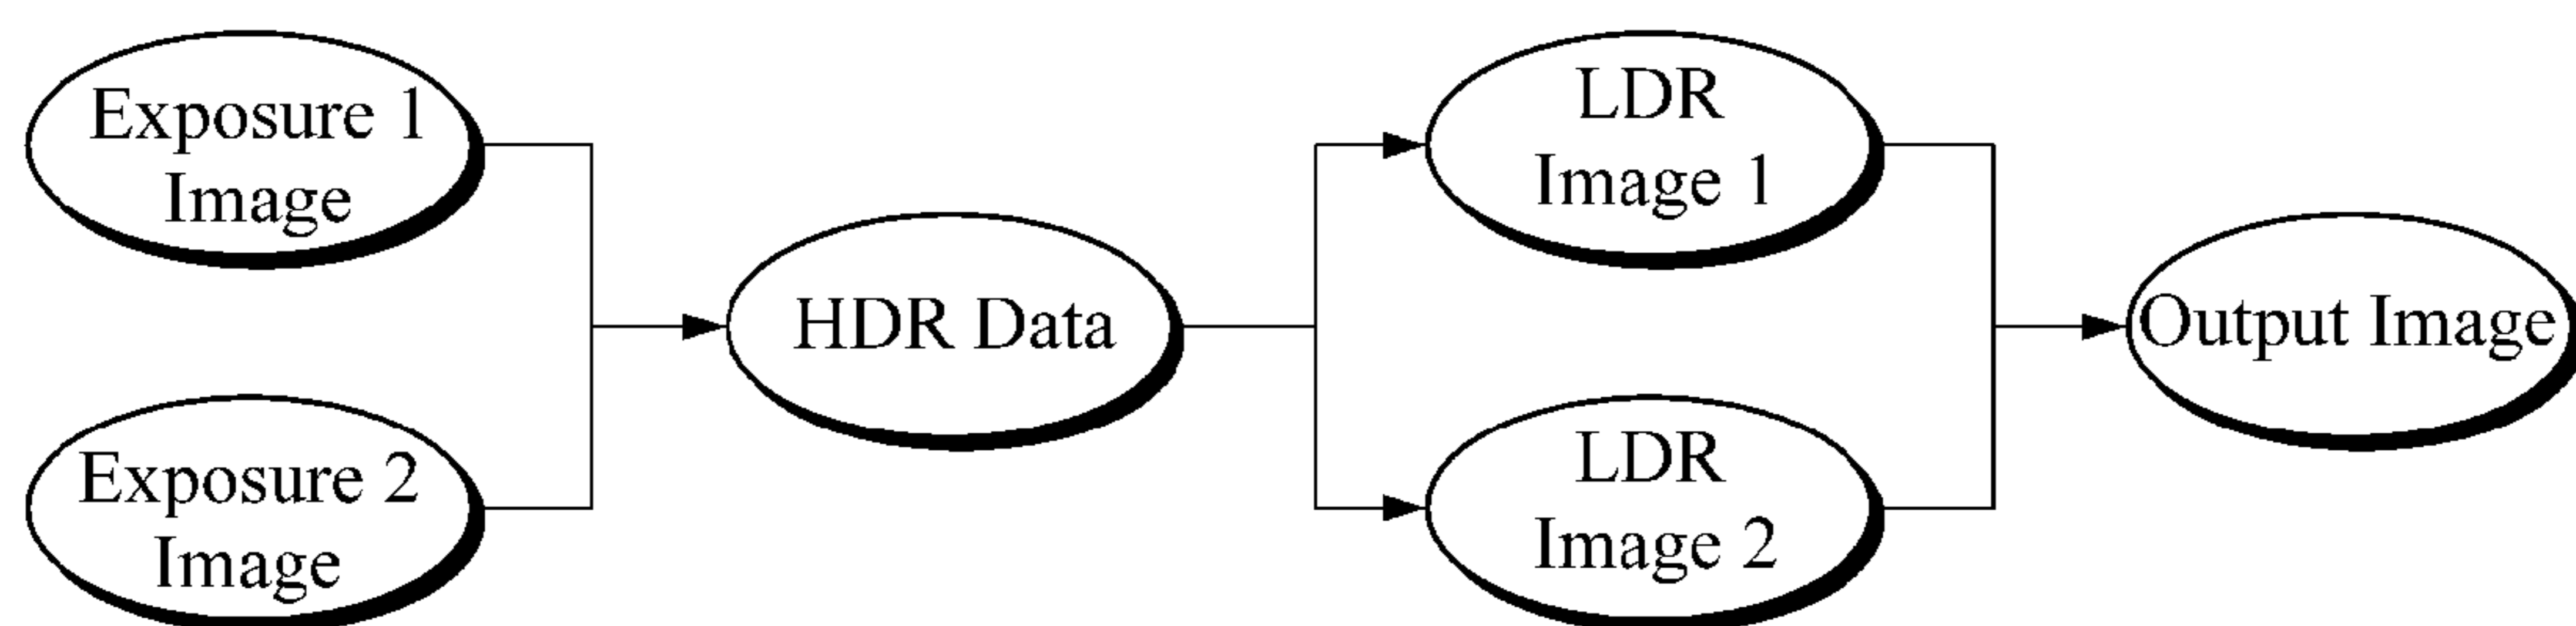 Exposure 1
Image
Exposure 2
Image
HDR Data
LDR
Image 1
LDR
Image 2
Output Image